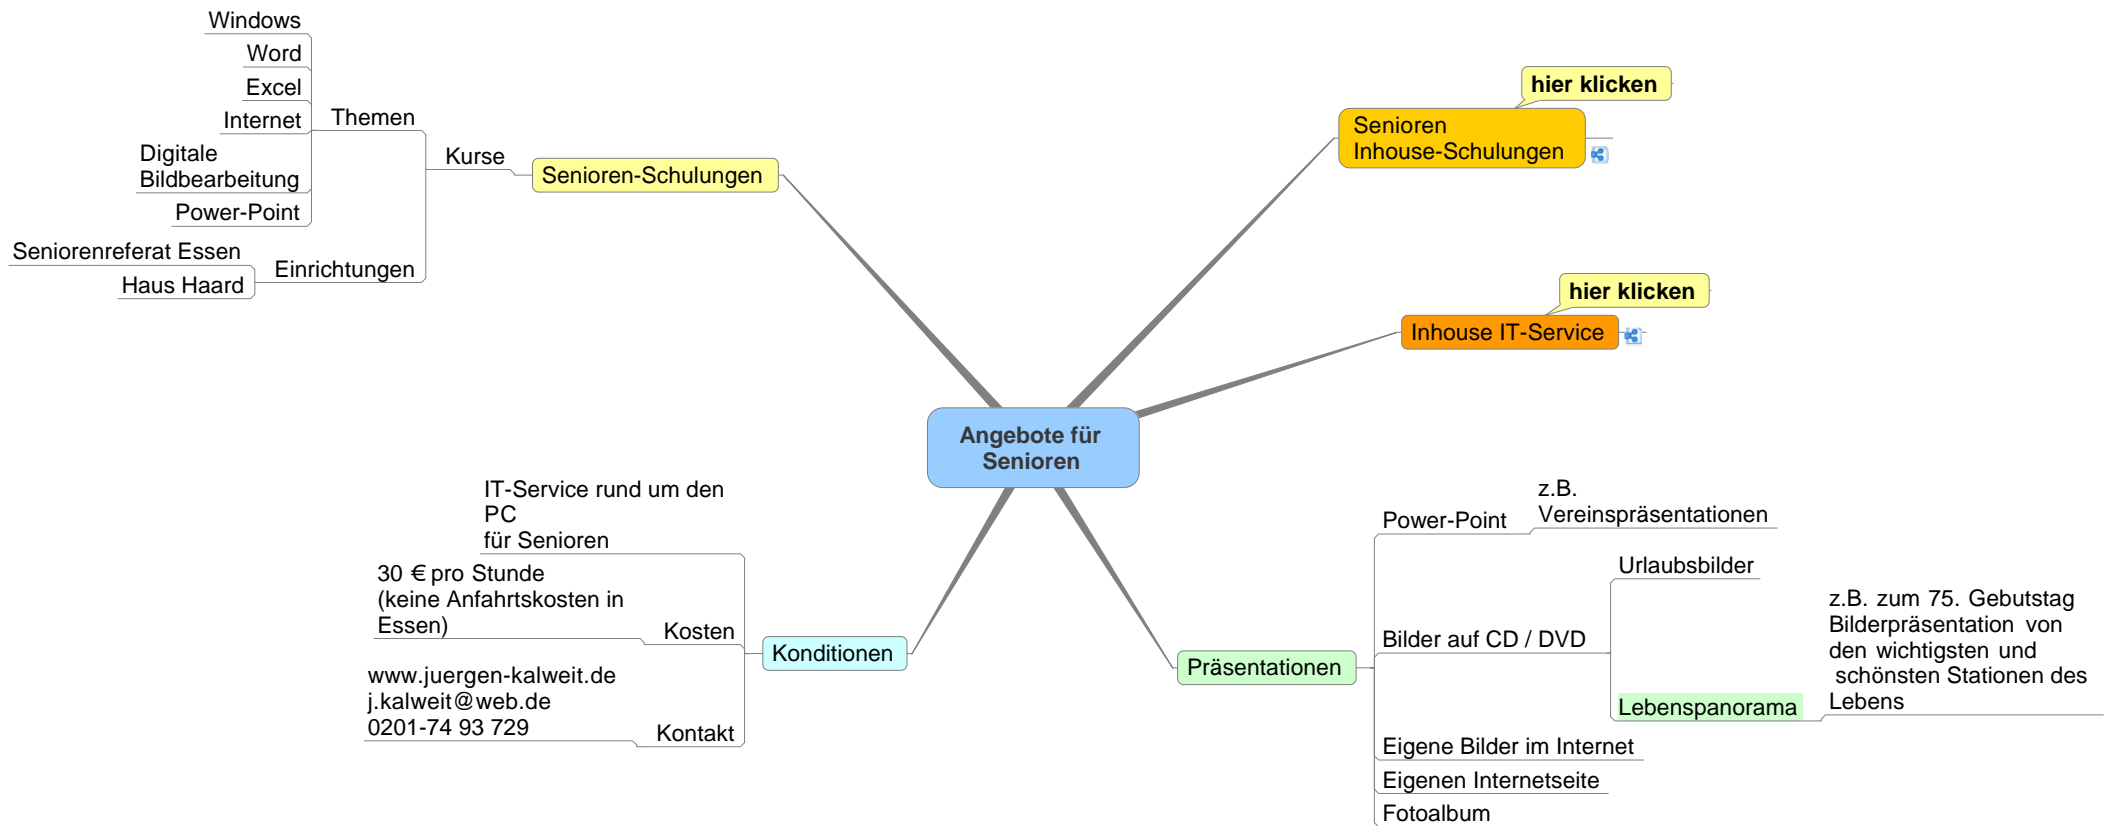 Windows
Word
Excel
Internet
Digitale
Bildbearbeitung
Power-Point
Themen
Seniorenreferat Essen
Haus Haard
Einrichtungen
Kurse
Senioren-Schulungen
hier klicken
Senioren
Inhouse-Schulungen
hier klicken
Inhouse IT-Service
Angebote für
Senioren
IT-Service rund um den
PC
für Senioren
30 € pro Stunde
(keine Anfahrtskosten in
Essen)
Kosten
www.juergen-kalweit.de
j.kalweit@web.de
0201-74 93 729
Kontakt
Konditionen
Präsentationen
Power-Point
z.B.
Vereinspräsentationen
Bilder auf CD / DVD
Urlaubsbilder
Lebenspanorama
z.B. zum 75. Gebutstag
Bilderpräsentation von
den wichtigsten und
schönsten Stationen des
Lebens
Eigene Bilder im Internet
Eigenen Internetseite
Fotoalbum